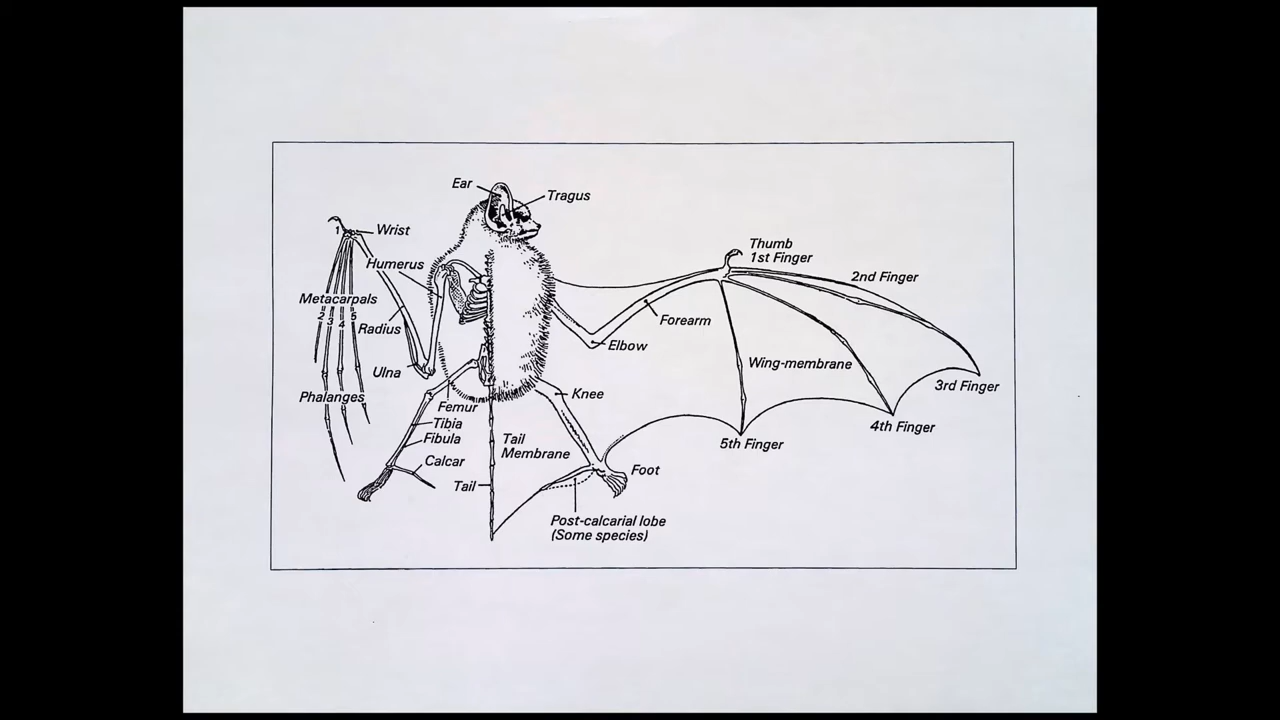 Ear
Tragus
1
Wrist
Humerus
Thumb
1st Finger
2nd Finger
Metacarpals
2 3 4 5
Radius
Forearm
Elbow
Ulna
Wing-membrane
3rd Finger
Phalanges
Femur
Knee
Tibia
Fibula
Tail
Membrane
5th Finger
4th Finger
Calcar
Foot
Tail
Post-calcarial lobe
(Some species)